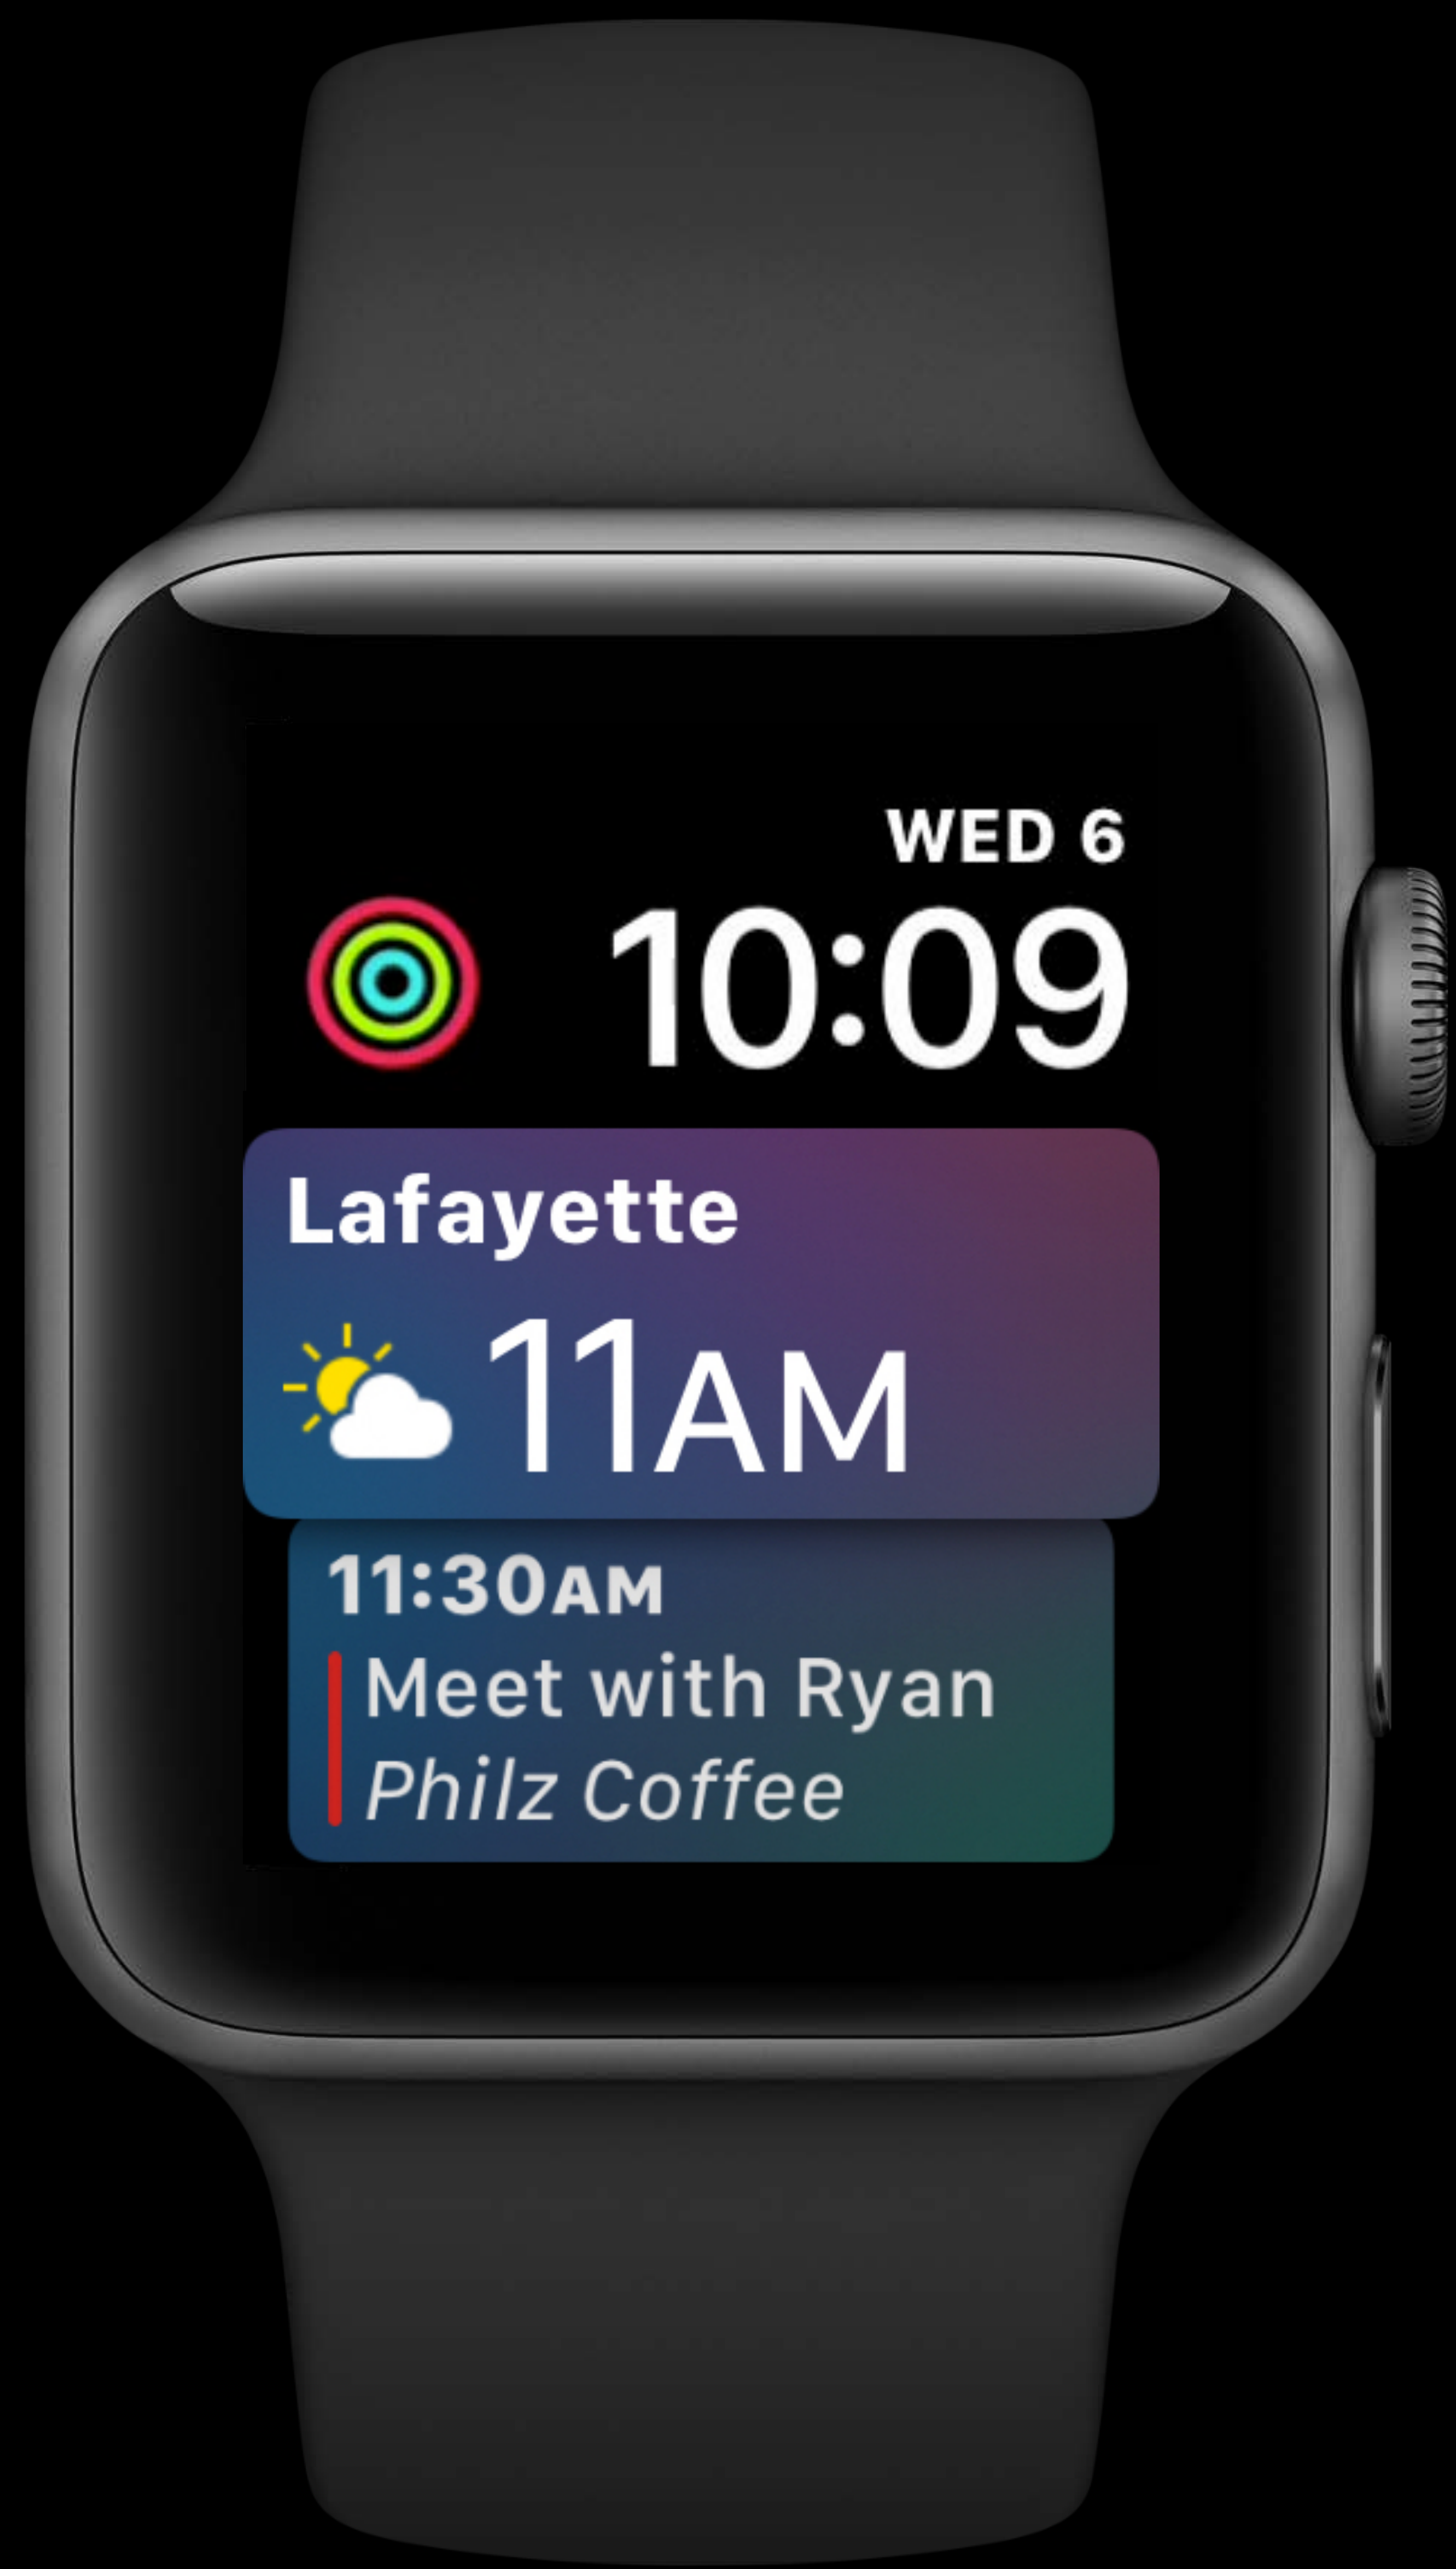 WED 6
10:09
Lafayette
11AM
11:30AM
Meet with Ryan
Philz Coffee